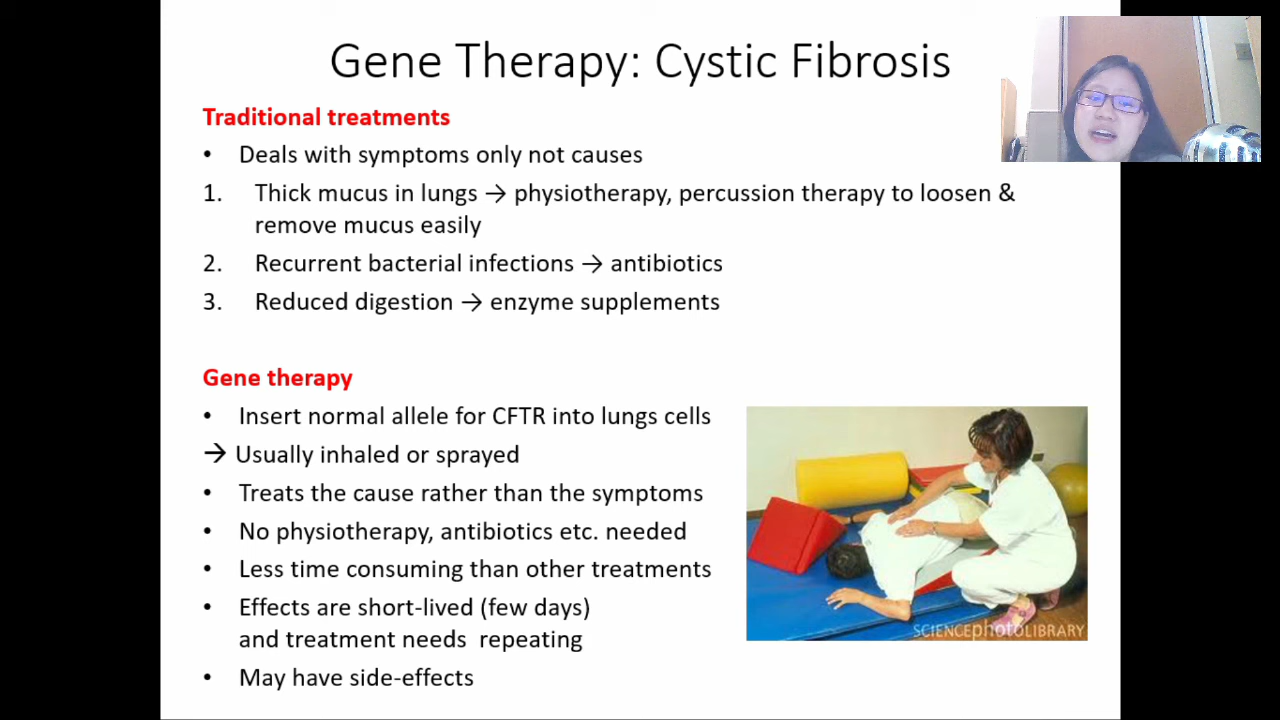 Gene Therapy: Cystic Fibrosis
Traditional treatments
• Deals with symptoms only not causes
1. Thick mucus in lungs → physiotherapy, percussion therapy to loosen &
remove mucus easily
2. Recurrent bacterial infections → antibiotics
3. Reduced digestion → enzyme supplements
Gene therapy
• Insert normal allele for CFTR into lungs cells
→ Usually inhaled or sprayed
• Treats the cause rather than the symptoms
• No physiotherapy, antibiotics etc. needed
• Less time consuming than other treatments
• Effects are short-lived (few days)
and treatment needs  repeating
• May have side-effects
SCIENCEphotoLIBRARY